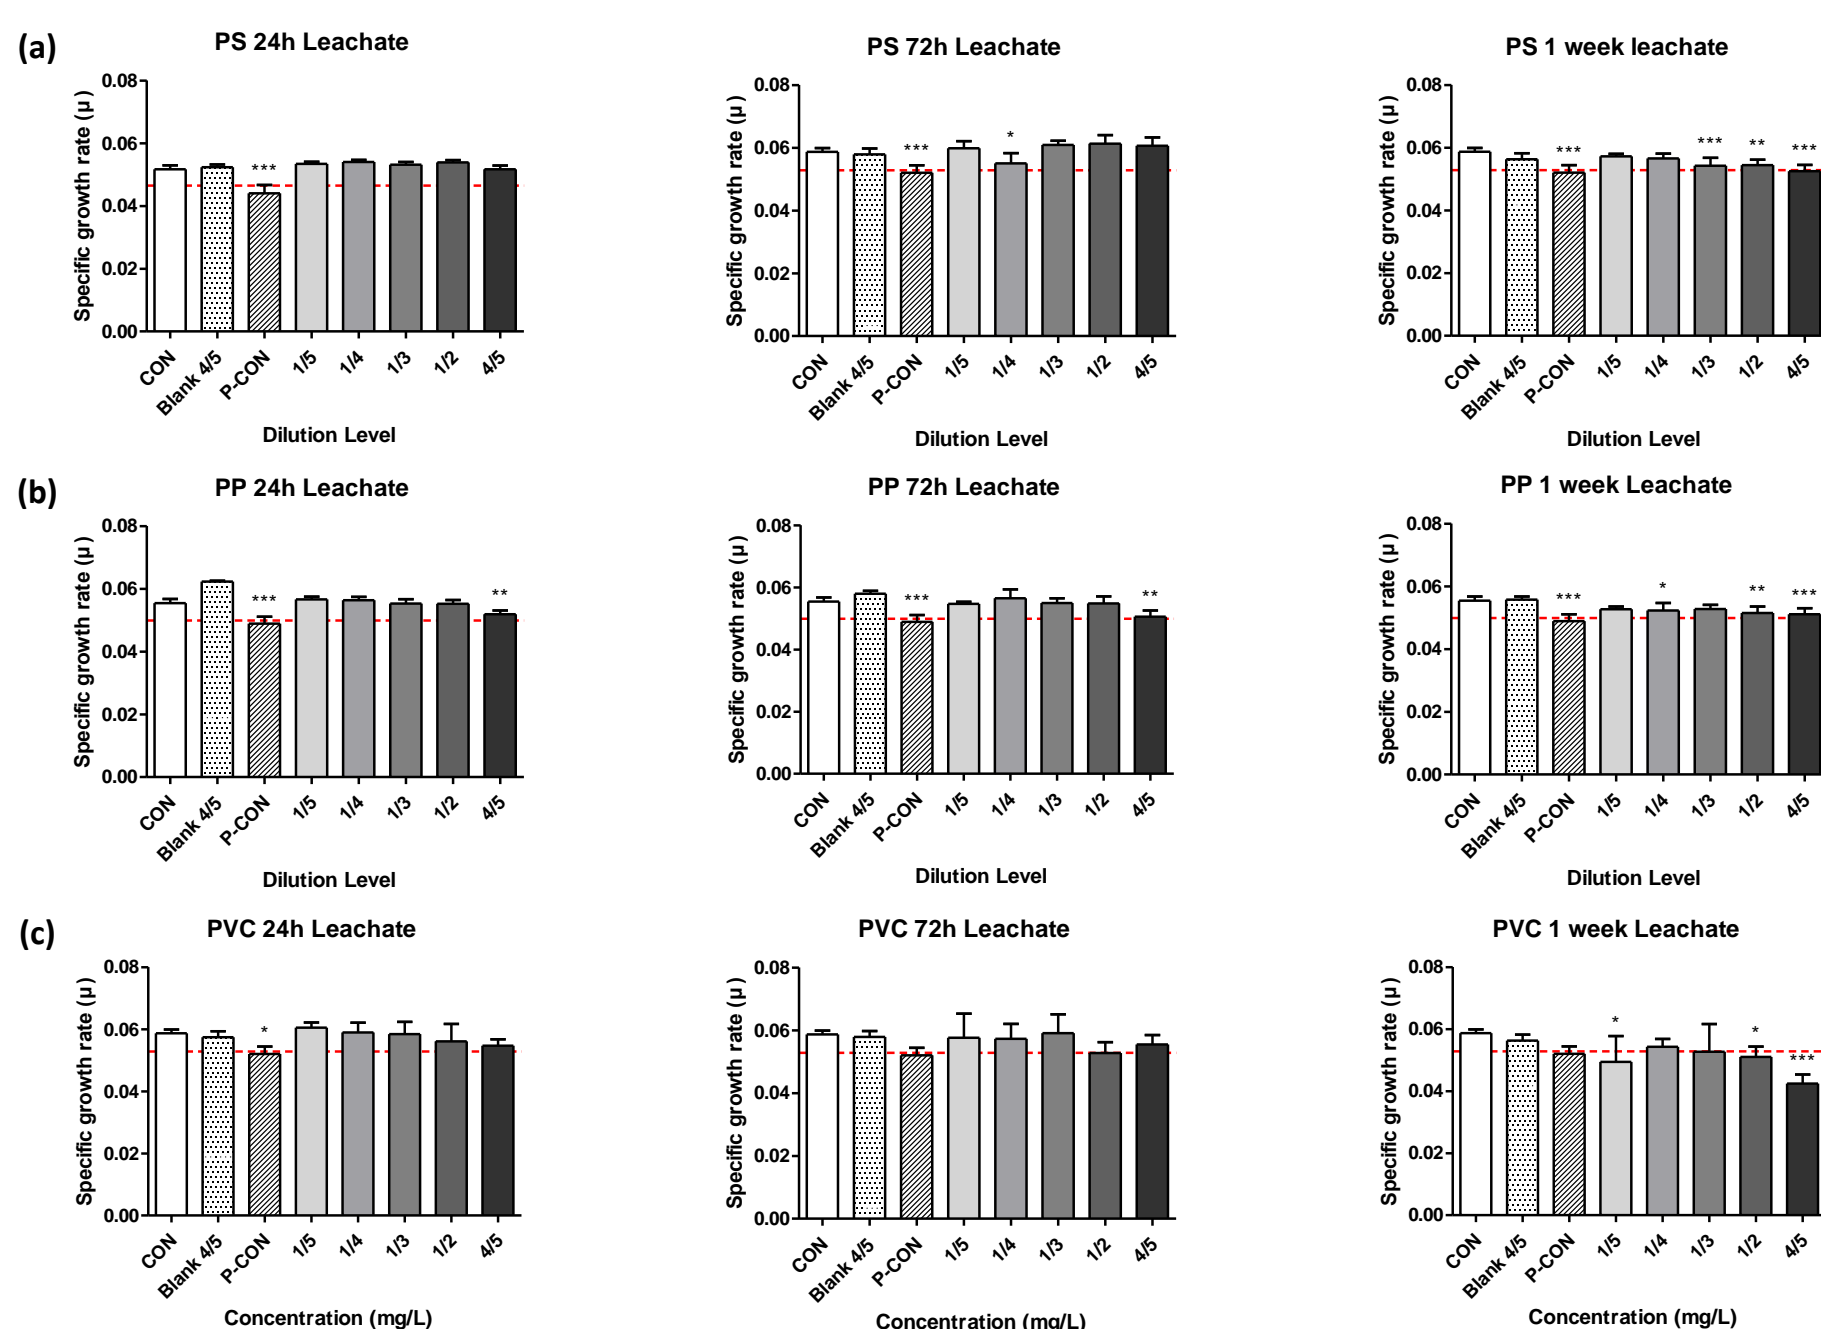 (a)
PS 24h Leachate
Specific growth rate (µ)
0.08
0.06
0.04
0.02
0.00
***
CON
Blank 4/5
P-CON
1/5
1/4
1/3
1/2
4/5
Dilution Level
PS 72h Leachate
Specific growth rate (µ)
0.08
0.06
0.04
0.02
0.00
***
*
CON
Blank 4/5
P-CON
1/5
1/4
1/3
1/2
4/5
Dilution Level
PS 1 week leachate
Specific growth rate (µ)
0.08
0.06
0.04
0.02
0.00
***
***
**
***
CON
Blank 4/5
P-CON
1/5
1/4
1/3
1/2
4/5
Dilution Level
(b)
PP 24h Leachate
Specific growth rate (µ)
0.08
0.06
0.04
0.02
0.00
***
**
CON
Blank 4/5
P-CON
1/5
1/4
1/3
1/2
4/5
Dilution Level
PP 72h Leachate
Specific growth rate (µ)
0.08
0.06
0.04
0.02
0.00
***
**
CON
Blank 4/5
P-CON
1/5
1/4
1/3
1/2
4/5
Dilution Level
PP 1 week Leachate
Specific growth rate (µ)
0.08
0.06
0.04
0.02
0.00
***
*
**
***
CON
Blank 4/5
P-CON
1/5
1/4
1/3
1/2
4/5
Dilution Level
(c)
PVC 24h Leachate
Specific growth rate (µ)
0.08
0.06
0.04
0.02
0.00
*
CON
Blank 4/5
P-CON
1/5
1/4
1/3
1/2
4/5
Concentration (mg/L)
PVC 72h Leachate
Specific growth rate (µ)
0.08
0.06
0.04
0.02
0.00
CON
Blank 4/5
P-CON
1/5
1/4
1/3
1/2
4/5
Concentration (mg/L)
PVC 1 week Leachate
Specific growth rate (µ)
0.08
0.06
0.04
0.02
0.00
*
*
***
CON
Blank 4/5
P-CON
1/5
1/4
1/3
1/2
4/5
Concentration (mg/L)